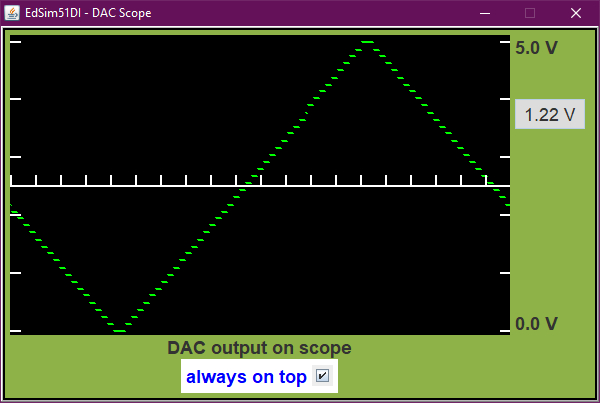 EdSim51DI - DAC Scope
5.0 V
1.22 V
0.0 V
DAC output on scope
always on top